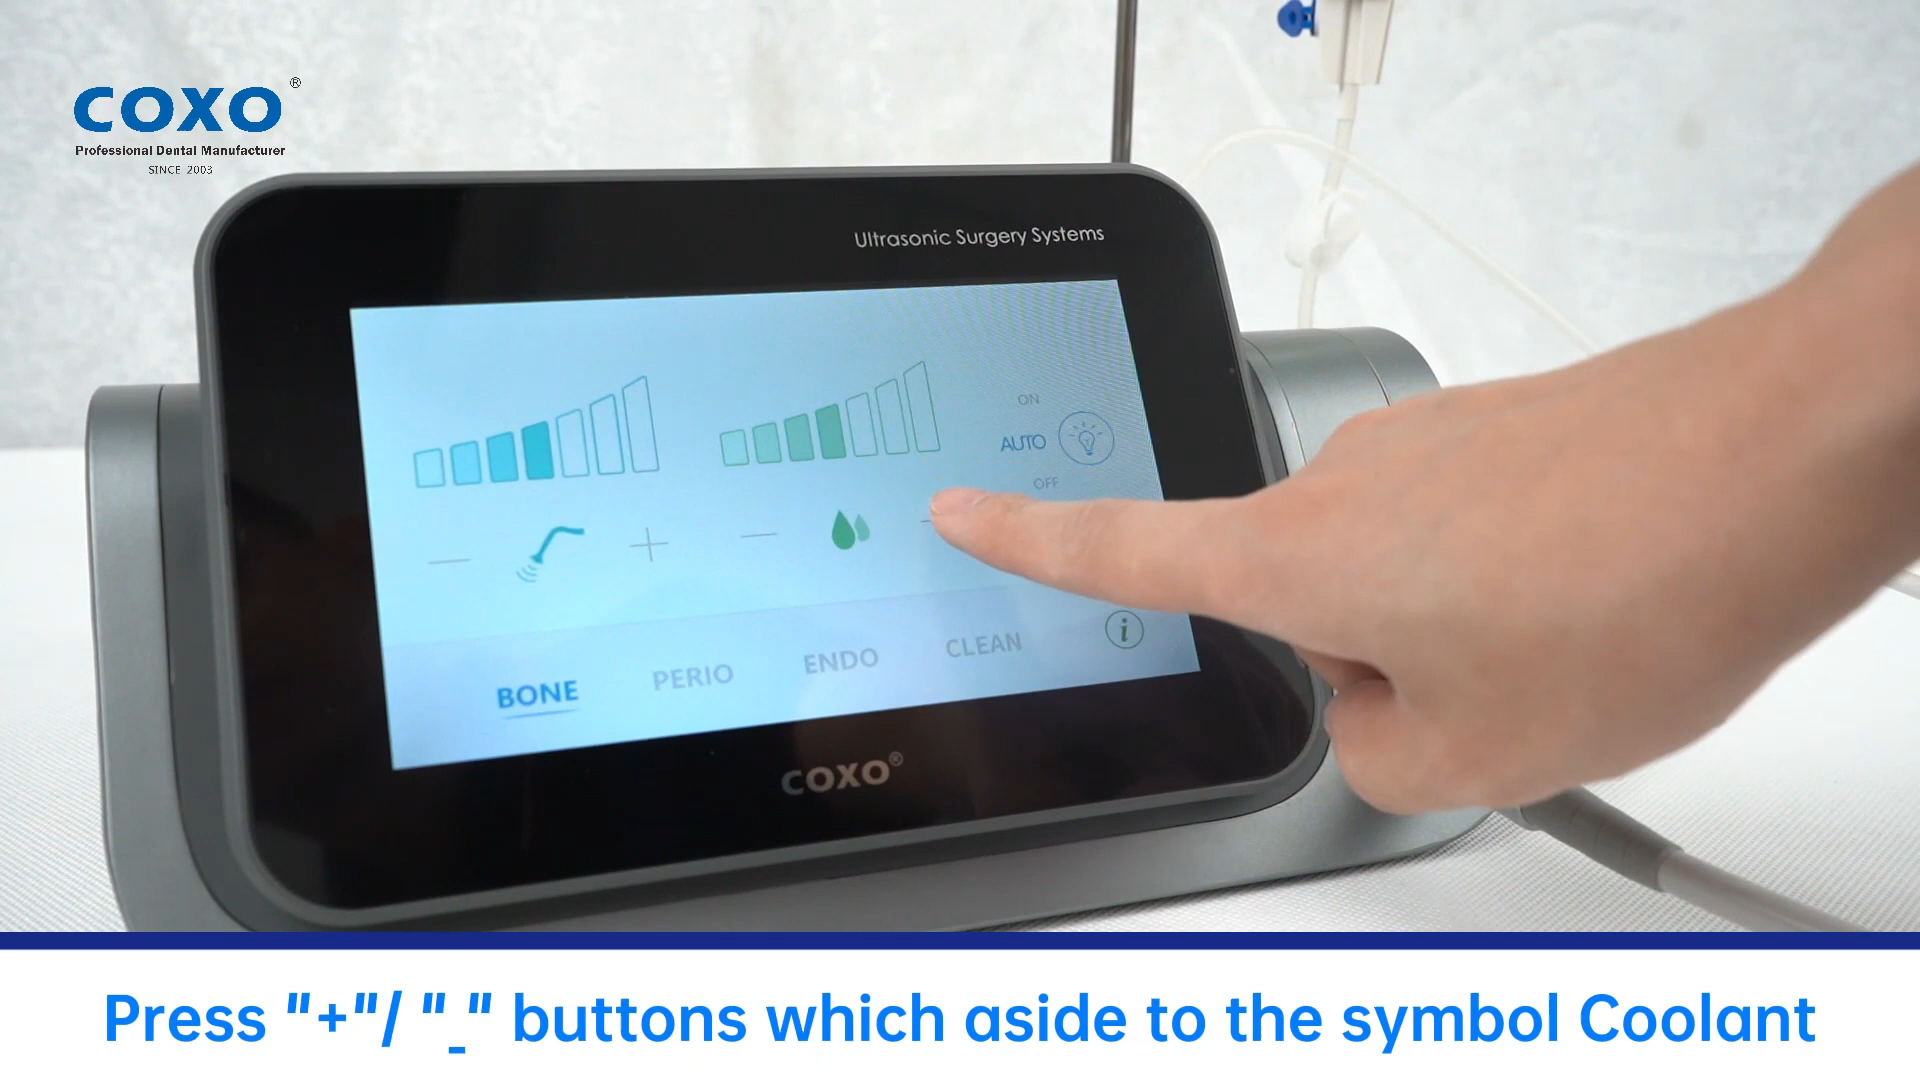 COXO®
Professional Dental Manufacturer
SINCE 2003
Ultrasonic Surgery Systems
ON
AUTO
OFF
— + —
BONE PERIO ENDO CLEAN i
COXO®
Press "+"/ "-" buttons which aside to the symbol Coolant